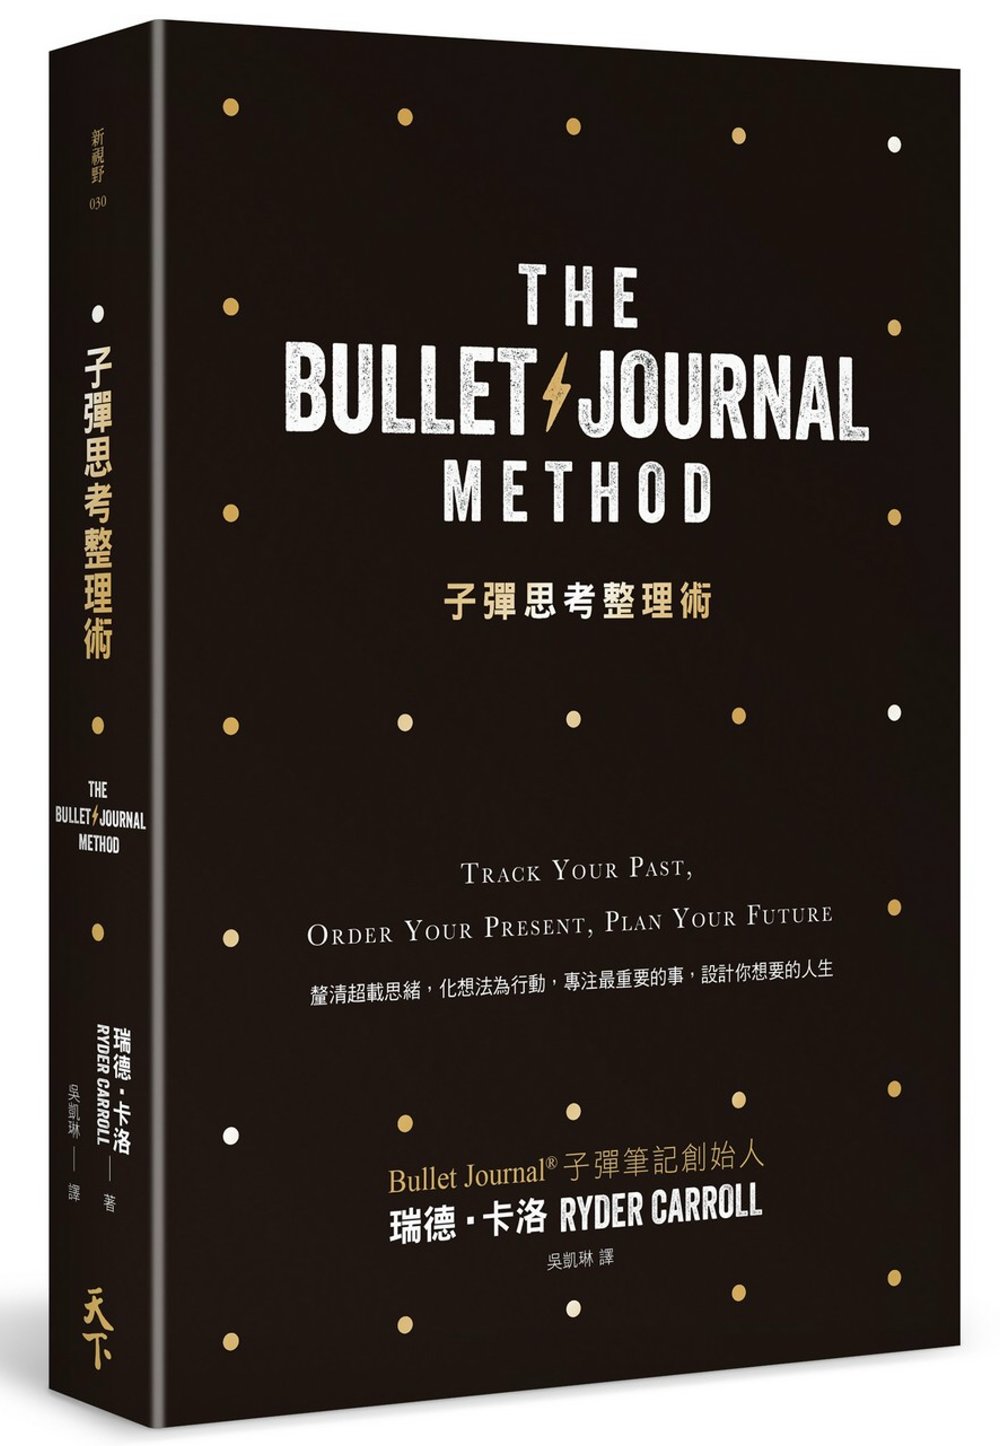 新視野
030
子彈思考整理術
THE
BULLET JOURNAL
METHOD
瑞德・卡洛
RYDER CARROLL — 著
吳凱琳 — 譯
天下
THE
BULLET JOURNAL
METHOD
子彈思考整理術
TRACK YOUR PAST,
ORDER YOUR PRESENT, PLAN YOUR FUTURE
釐清超載思緒，化想法為行動，專注最重要的事，設計你想要的人生
Bullet Journal® 子彈筆記創始人
瑞德・卡洛 RYDER CARROLL
吳凱琳 譯